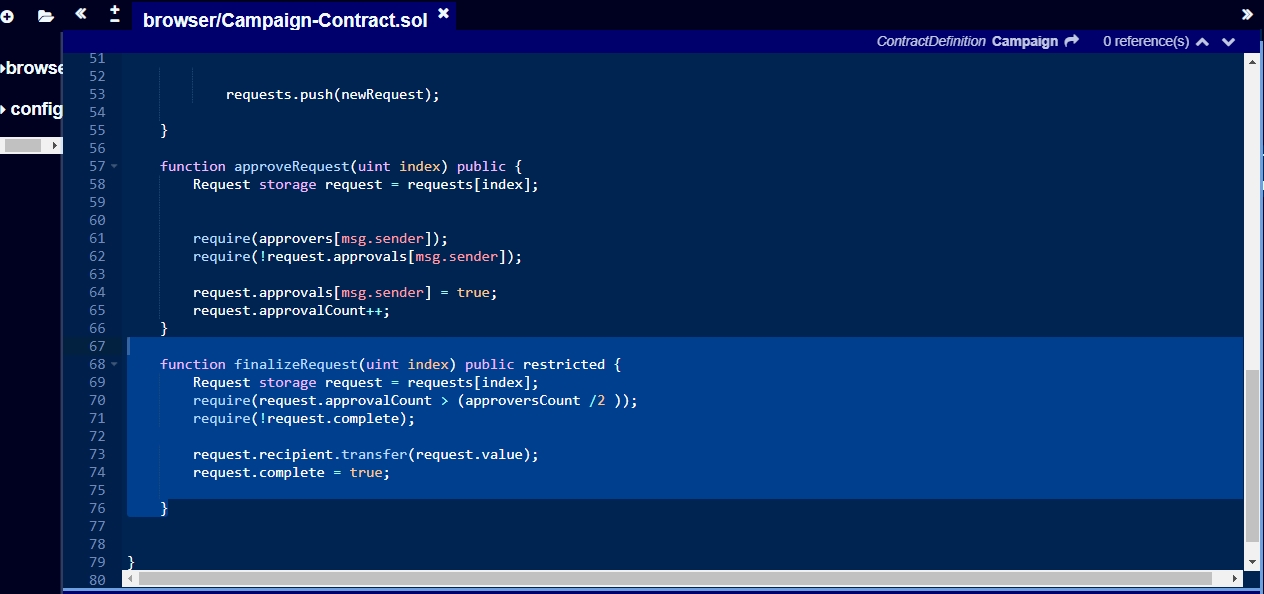 browser/Campaign-Contract.sol
ContractDefinition Campaign 0 reference(s)
browse
config
51
52
53 requests.push(newRequest);
54
55 }
56
57 function approveRequest(uint index) public {
58 Request storage request = requests[index];
59
60
61 require(approvers[msg.sender]);
62 require(!request.approvals[msg.sender]);
63
64 request.approvals[msg.sender] = true;
65 request.approvalCount++;
66 }
67
68 function finalizeRequest(uint index) public restricted {
69 Request storage request = requests[index];
70 require(request.approvalCount > (approversCount /2 ));
71 require(!request.complete);
72
73 request.recipient.transfer(request.value);
74 request.complete = true;
75
76 }
77
78
79 }
80